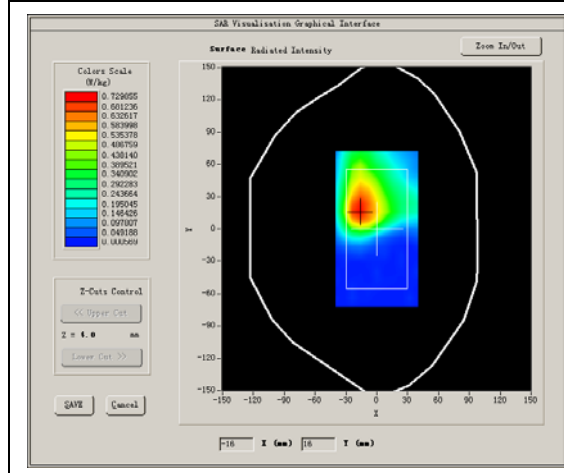 SAR Visualisation Graphical Interface
Surface Radiated Intensity
Zoom In/Out
Colors Scale
(W/kg)
0.729855
0.681236
0.632617
0.583998
0.535378
0.486759
0.438140
0.389521
0.340902
0.292283
0.243664
0.195045
0.146426
0.097807
0.049188
0.000569
Z-Cuts Control
<< Upper Cut
Z = 4.0 mm
Lower Cut >>
SAVE
Cancel
150
120
90
60
30
0
-30
-60
-90
-120
-150
Y
-150 -120 -90 -60 -30 0 30 60 90 120 150
X
-16 X (mm) 16 Y (mm)